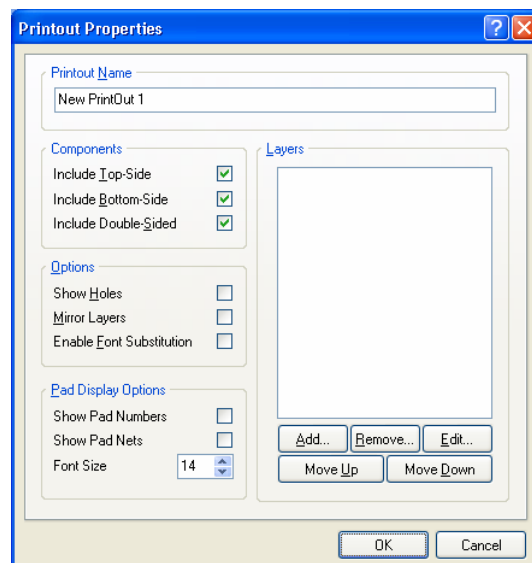 Printout Properties
Printout Name
New PrintOut 1
Components
Include Top-Side
Include Bottom-Side
Include Double-Sided
Options
Show Holes
Mirror Layers
Enable Font Substitution
Pad Display Options
Show Pad Numbers
Show Pad Nets
Font Size 14
Layers
Add... Remove... Edit...
Move Up Move Down
OK Cancel